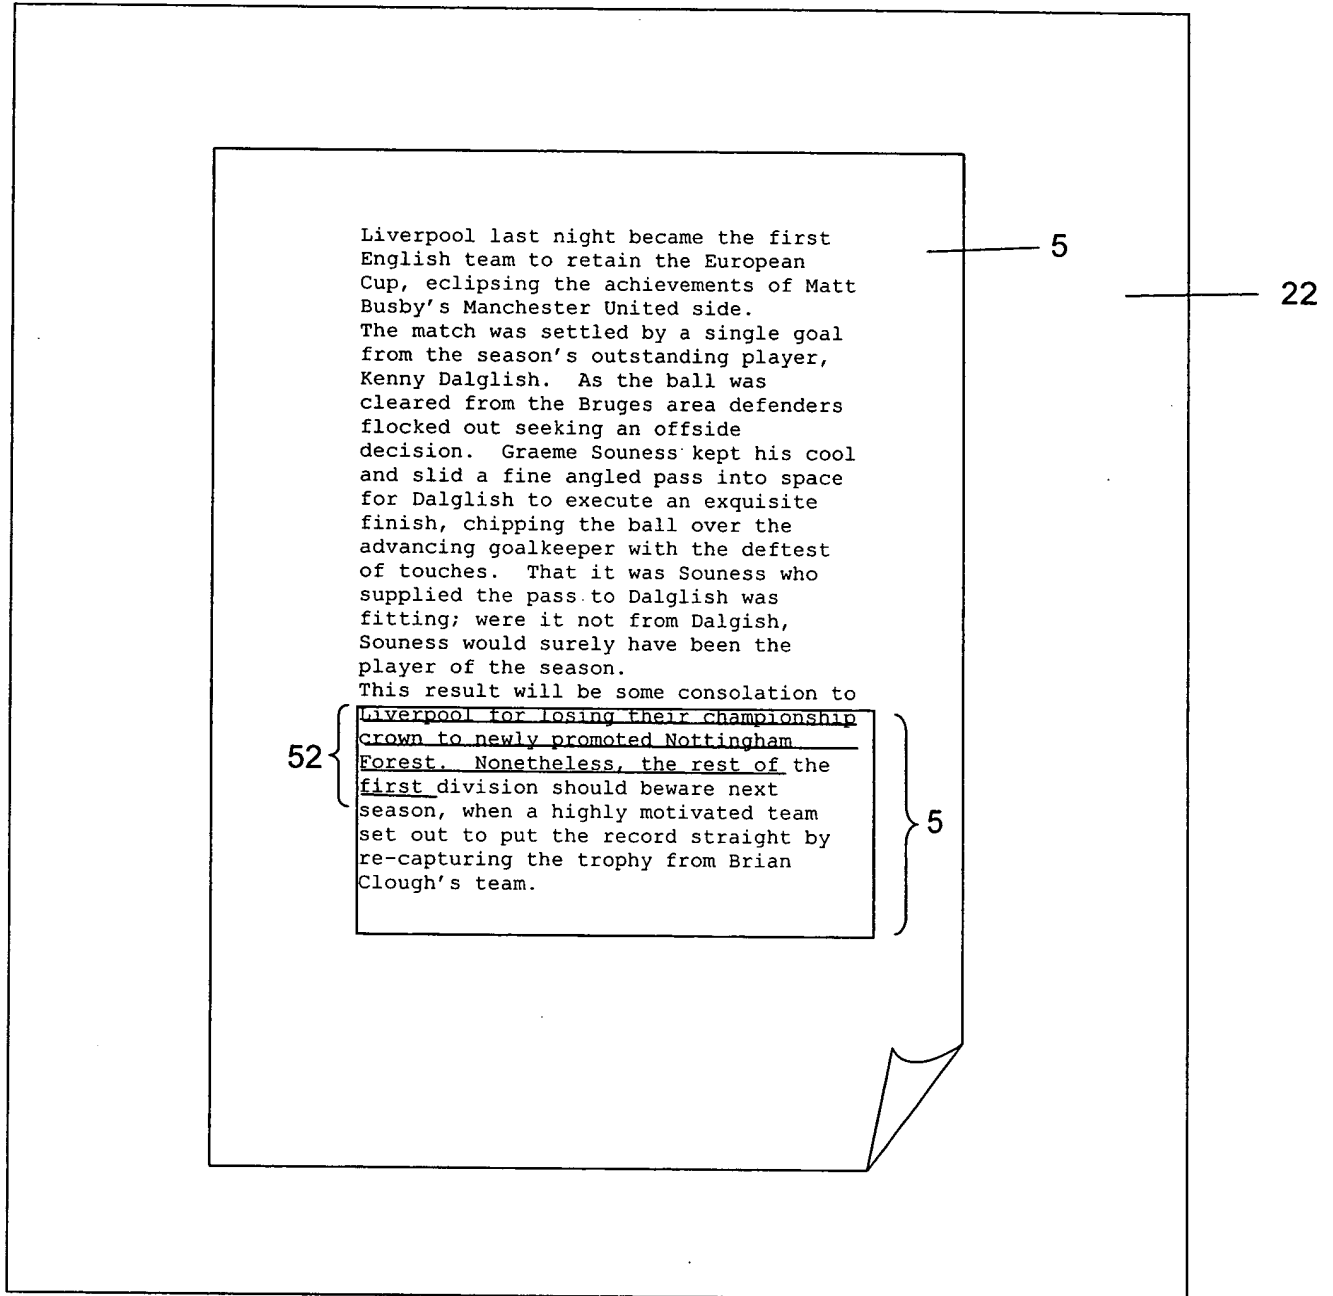 Liverpool last night became the first
English team to retain the European
Cup, eclipsing the achievements of Matt
Busby's Manchester United side.
The match was settled by a single goal
from the season's outstanding player,
Kenny Dalglish.  As the ball was
cleared from the Bruges area defenders
flocked out seeking an offside
decision.  Graeme Souness kept his cool
and slid a fine angled pass into space
for Dalglish to execute an exquisite
finish, chipping the ball over the
advancing goalkeeper with the deftest
of touches.  That it was Souness who
supplied the pass to Dalglish was
fitting; were it not from Dalgish,
Souness would surely have been the
player of the season.
This result will be some consolation to
Liverpool for losing their championship
crown to newly promoted Nottingham
Forest.  Nonetheless, the rest of the
first division should beware next
season, when a highly motivated team
set out to put the record straight by
re-capturing the trophy from Brian
Clough's team.
5
22
52
5